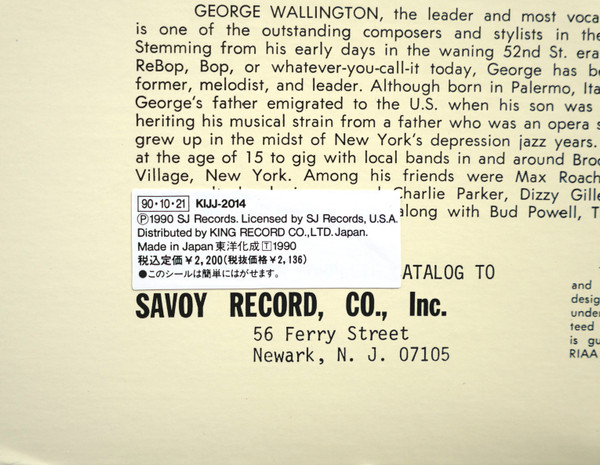 GEORGE WALLINGTON, the leader and most
is one of the outstanding composers and stylists in the
Stemming from his early days in the waning 52nd St.
ReBop, Bop, or whatever-you-call-it today, George has
former, melodist, and leader. Although born in Palermo,
George's father emigrated to the U.S. when his son was
heriting his musical strain from a father who was an opera
grew up in the midst of New York's depression jazz years.
at the age of 15 to gig with local bands in and around
Village, New York. Among his friends were Max Roach
Charlie Parker, Dizzy
along with Bud Powell,
90・10・21 KIJJ-2014
Ⓟ1990 SJ Records. Licensed by SJ Records, U.S.A.
Distributed by KING RECORD CO.,LTD. Japan.
Made in Japan 東洋化成 🅃1990
税込定価¥2,200(税抜価格¥2,136)
●このシールは簡単にはがせます。
ATALOG TO
SAVOY RECORD, CO., Inc.
56 Ferry Street
Newark, N. J. 07105
and
desig
under
teed
is gu
RIAA